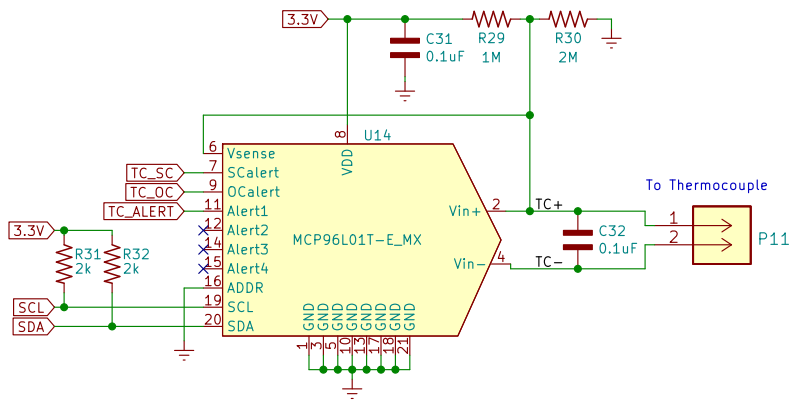 3.3V
C31
0.1uF
R29
1M
R30
2M
8
U14
VDD
6
Vsense
TC_SC
7
SCalert
TC_OC
9
OCalert
TC_ALERT
11
Alert1
12
Alert2
14
Alert3
15
Alert4
16
ADDR
19
SCL
20
SDA
MCP96L01T-E_MX
Vin+
2
TC+
Vin-
4
TC-
C32
0.1uF
To Thermocouple
1
2
P11
3.3V
R31
2k
R32
2k
SCL
SDA
GND
GND
GND
GND
GND
GND
GND
GND
1
3
5
10
13
17
18
21